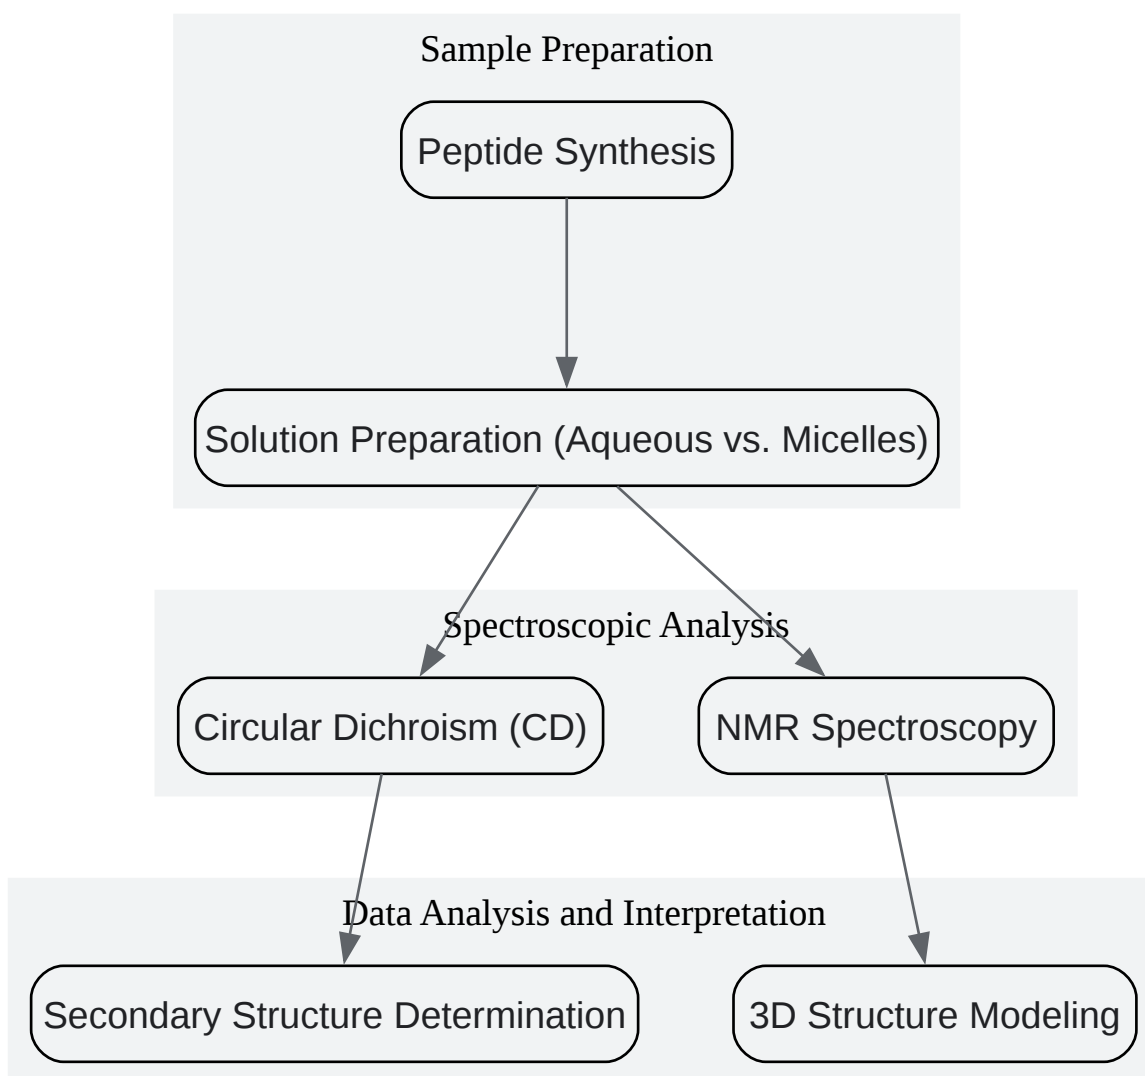 Sample Preparation
Peptide Synthesis
Solution Preparation (Aqueous vs. Micelles)
Spectroscopic Analysis
Circular Dichroism (CD)
NMR Spectroscopy
Data Analysis and Interpretation
Secondary Structure Determination
3D Structure Modeling